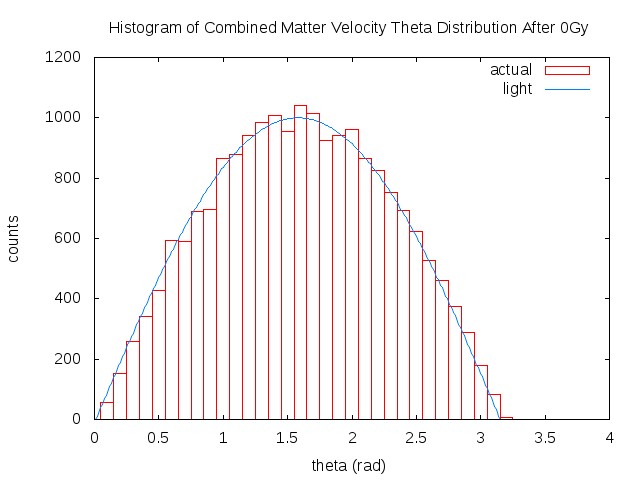 Histogram of Combined Matter Velocity Theta Distribution After 0Gy
1200
1000
800
600
400
200
0
counts
actual
light
0 0.5 1 1.5 2 2.5 3 3.5 4
theta (rad)